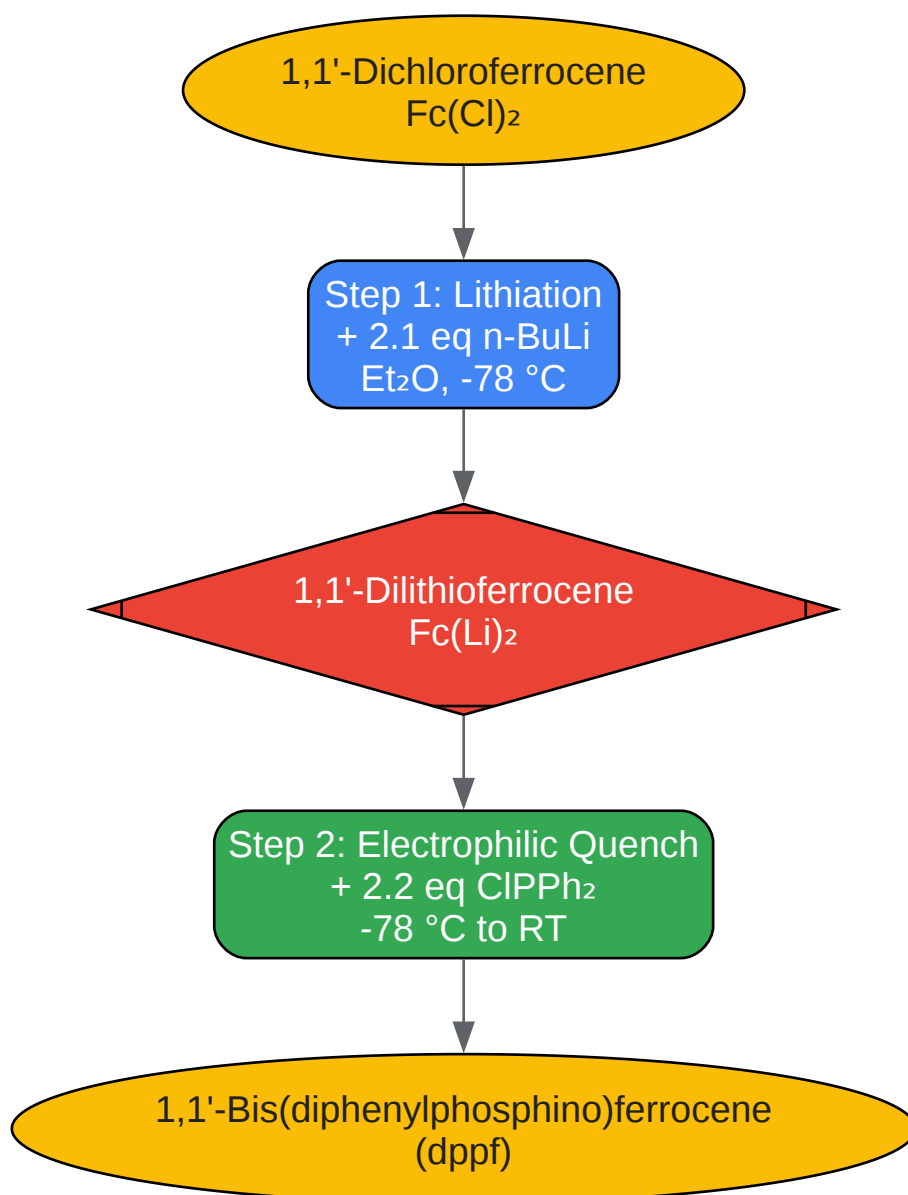 1,1'-Dichloroferrocene
Fc(Cl)₂
Step 1: Lithiation
+ 2.1 eq n-BuLi
Et₂O, -78 °C
1,1'-Dilithioferrocene
Fc(Li)₂
Step 2: Electrophilic Quench
+ 2.2 eq ClPPh₂
-78 °C to RT
1,1'-Bis(diphenylphosphino)ferrocene
(dppf)